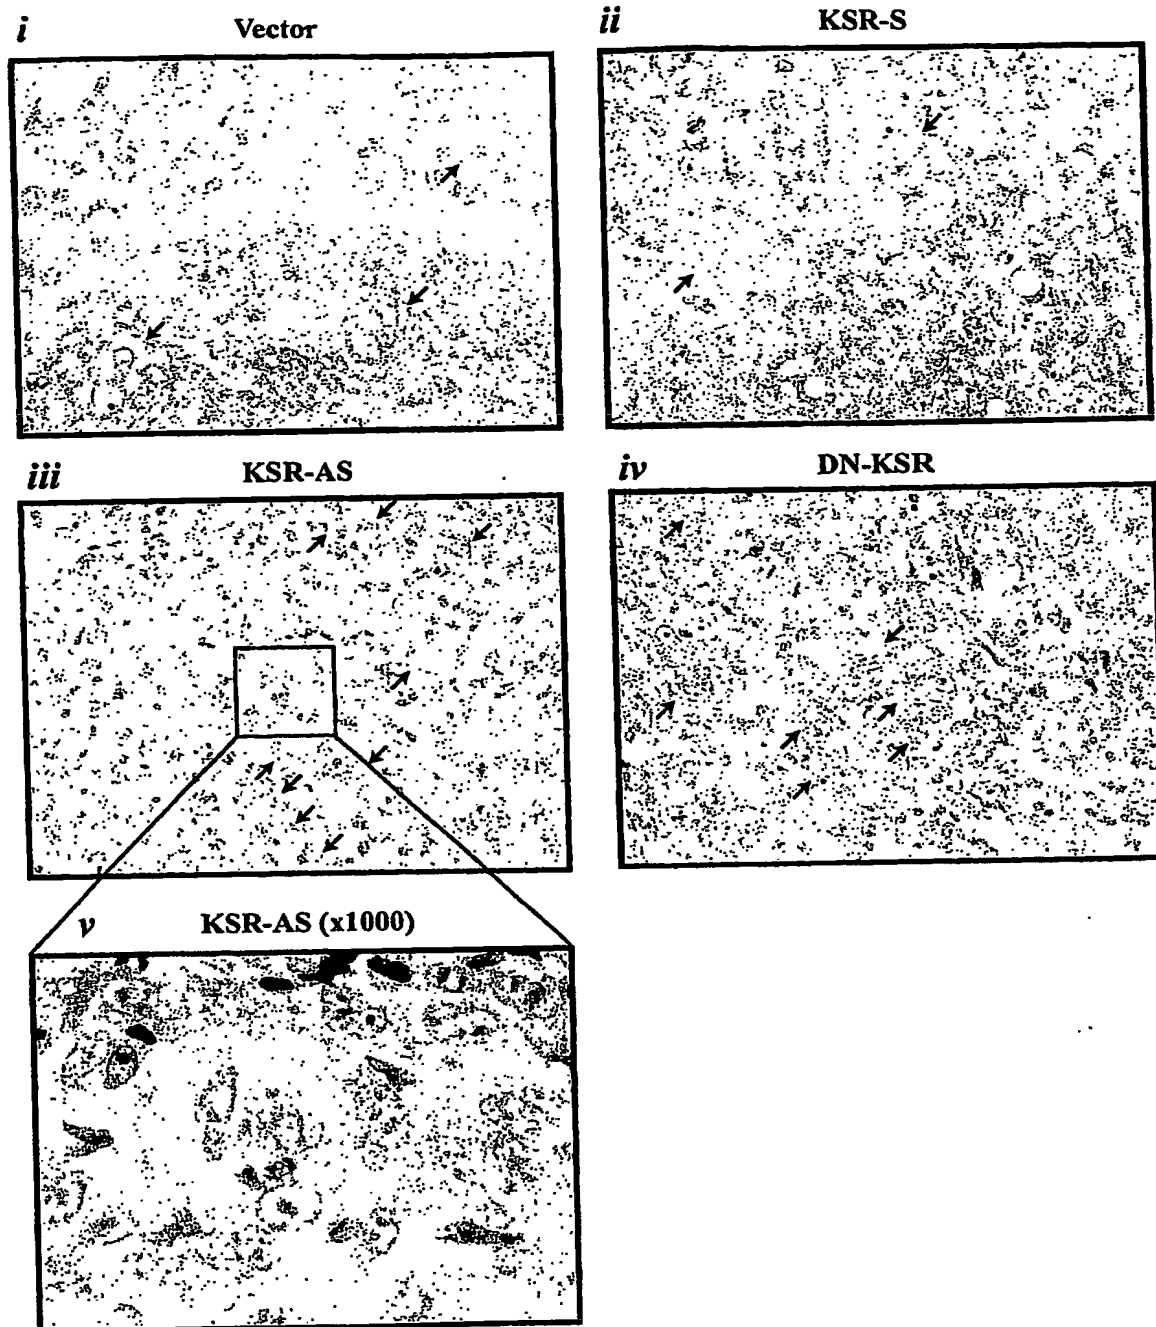 i Vector
ii KSR-S
iii KSR-AS
iv DN-KSR
v KSR-AS (x1000)